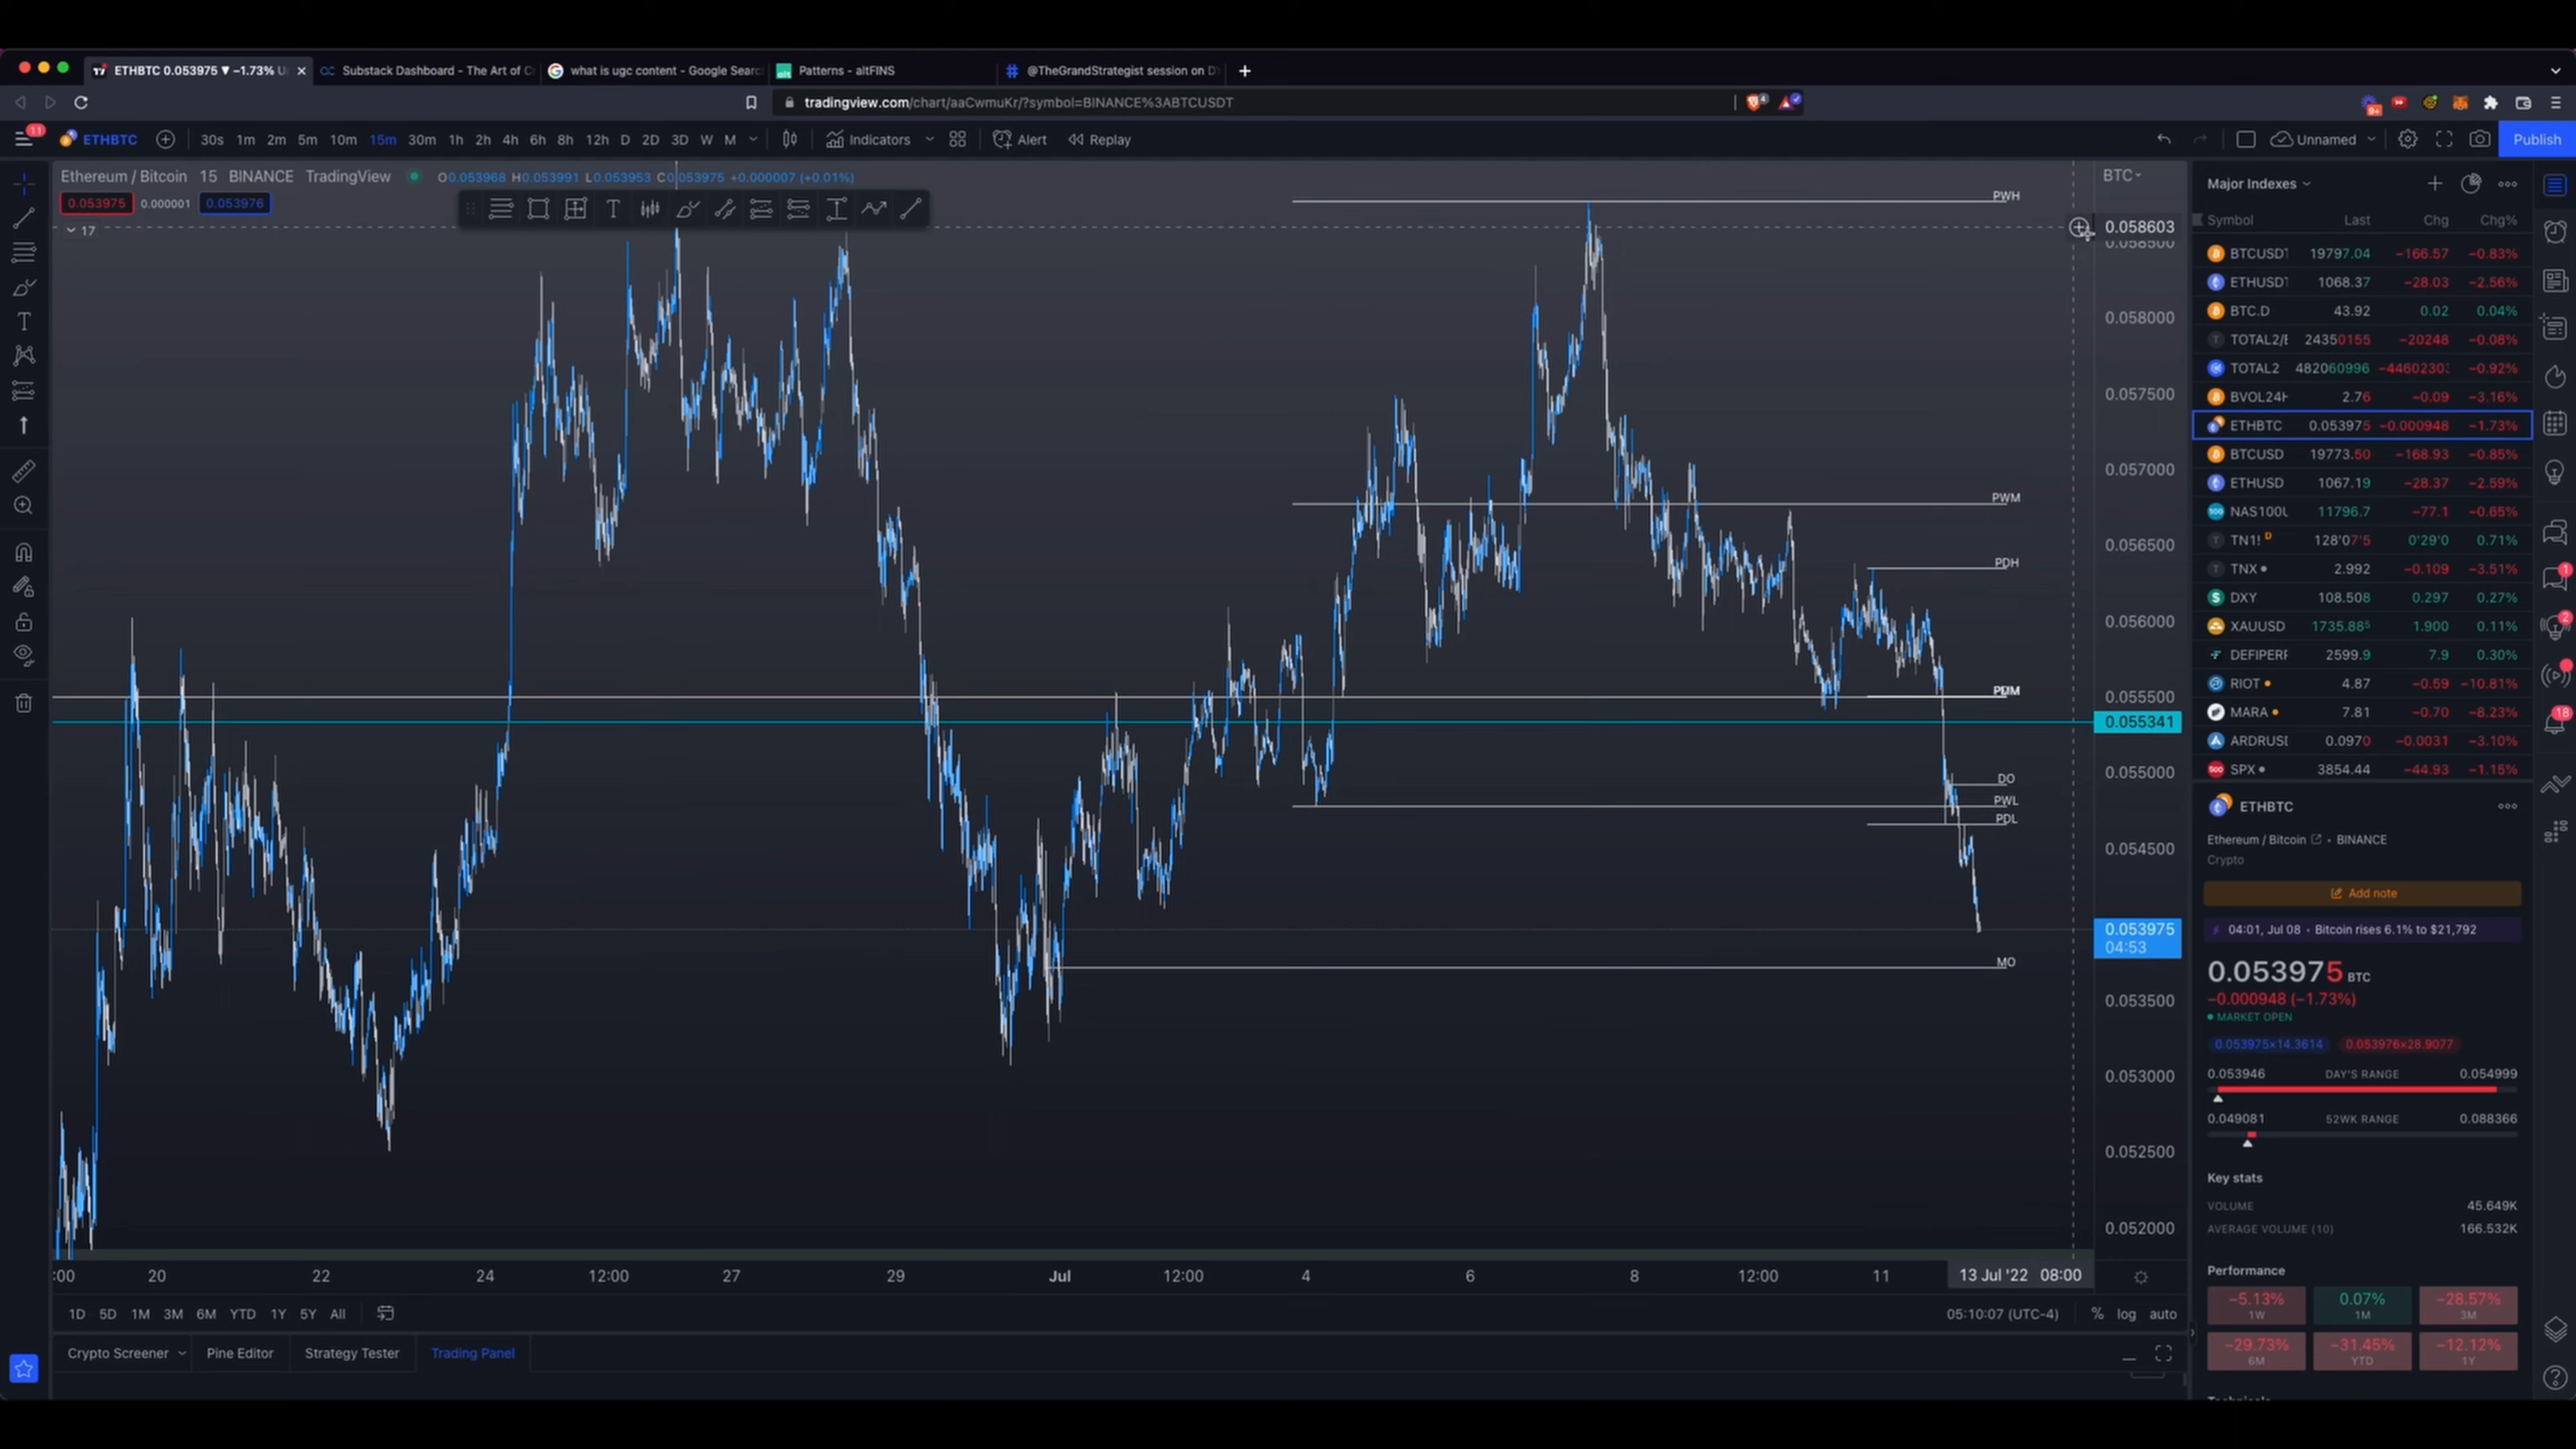 ETHBTC 0.053975 ▼ −1.73% U
Substack Dashboard - The Art of C
what is ugc content - Google Searc
Patterns - altFINS
@TheGrandStrategist session on D
tradingview.com/chart/aaCwmuKr/?symbol=BINANCE%3ABTCUSDT
11 ETHBTC 30s 1m 2m 5m 10m 15m 30m 1h 2h 4h 6h 8h 12h D 2D 3D W M Indicators Alert Replay Unnamed Publish
Ethereum / Bitcoin 15 BINANCE TradingView O0.053968 H0.053991 L0.053953 C0.053975 +0.000007 (+0.01%)
0.053975 0.000001 0.053976
17
BTC
PWH
0.058603
0.058500
0.058000
0.057500
0.057000
PWM
0.056500
PDH
0.056000
0.055500
0.055341
0.055000
DO
PWL
PDL
0.054500
0.053975
04:53
MO
0.053500
0.053000
0.052500
0.052000
:00 20 22 24 12:00 27 29 Jul 12:00 4 6 8 12:00 11 13 Jul '22 08:00
1D 5D 1M 3M 6M YTD 1Y 5Y All 05:10:07 (UTC-4) % log auto
Crypto Screener Pine Editor Strategy Tester Trading Panel
Major Indexes
Symbol Last Chg Chg%
BTCUSDT 19797.04 −166.57 −0.83%
ETHUSDT 1068.37 −28.03 −2.56%
BTC.D 43.92 0.02 0.04%
TOTAL2/E 24350155 −20248 −0.08%
TOTAL2 482060996 −4460230 −0.92%
BVOL24H 2.76 −0.09 −3.16%
ETHBTC 0.053975 −0.000948 −1.73%
BTCUSD 19773.50 −168.93 −0.85%
ETHUSD 1067.19 −28.37 −2.59%
NAS100U 11796.7 −77.1 −0.65%
TN1! D 128'07'5 0'29'0 0.71%
TNX 2.992 −0.109 −3.51%
DXY 108.508 0.297 0.27%
XAUUSD 1735.885 1.900 0.11%
DEFIPERP 2599.9 7.9 0.30%
RIOT 4.87 −0.59 −10.81%
MARA 7.81 −0.70 −8.23%
ARDRUSD 0.0970 −0.0031 −3.10%
SPX 3854.44 −44.93 −1.15%
ETHBTC
Ethereum / Bitcoin • BINANCE
Crypto
Add note
04:01, Jul 08 • Bitcoin rises 6.1% to $21,792
0.053975 BTC
−0.000948 (−1.73%)
MARKET OPEN
0.053975×14.3614 0.053976×28.9077
0.053946 DAY'S RANGE 0.054999
0.049081 52WK RANGE 0.088366
Key stats
VOLUME 45.649K
AVERAGE VOLUME (10) 166.532K
Performance
−5.13% 0.07% −28.57%
1W 1M 3M
−29.73% −31.45% −12.12%
6M YTD 1Y